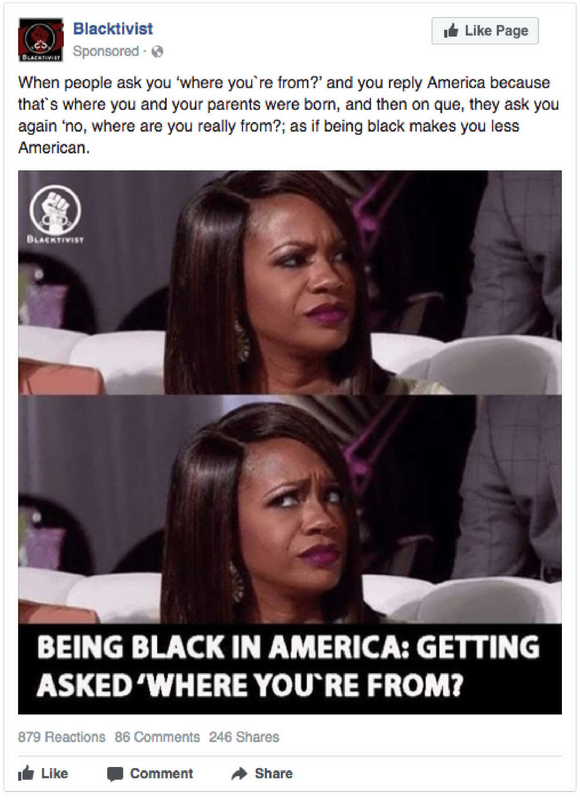 Blacktivist
Like Page
Sponsored ·
BLACKTIVIST
When people ask you ‘where you`re from?’ and you reply America because
that`s where you and your parents were born, and then on que, they ask you
again ‘no, where are you really from?; as if being black makes you less
American.
BLACKTIVIST
BEING BLACK IN AMERICA: GETTING
ASKED ‘WHERE YOU`RE FROM?
879 Reactions 86 Comments 246 Shares
Like Comment Share